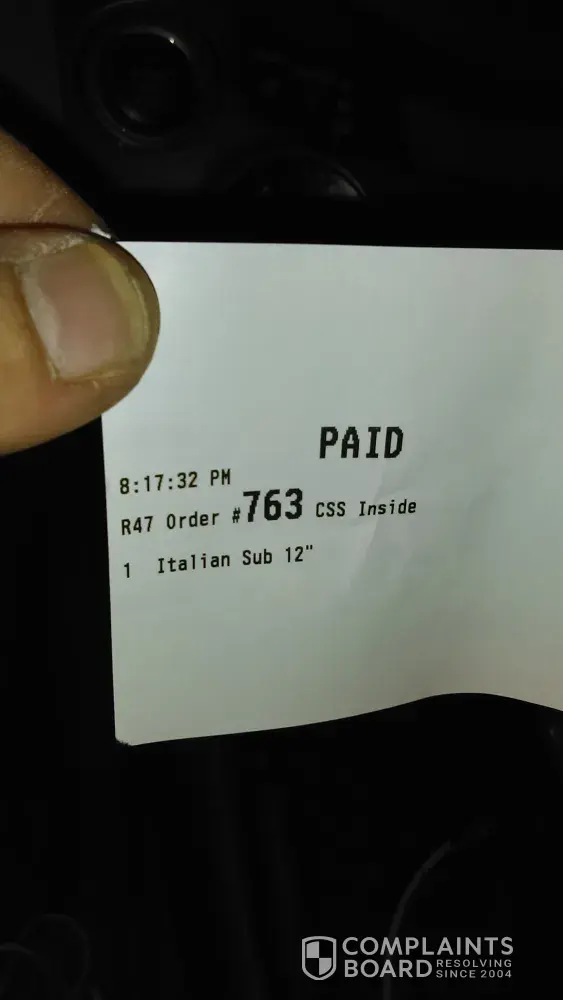 PAID
8:17:32 PM
R47 Order #763 CSS Inside
1 Italian Sub 12"
COMPLAINTS
BOARD RESOLVING
SINCE 2004